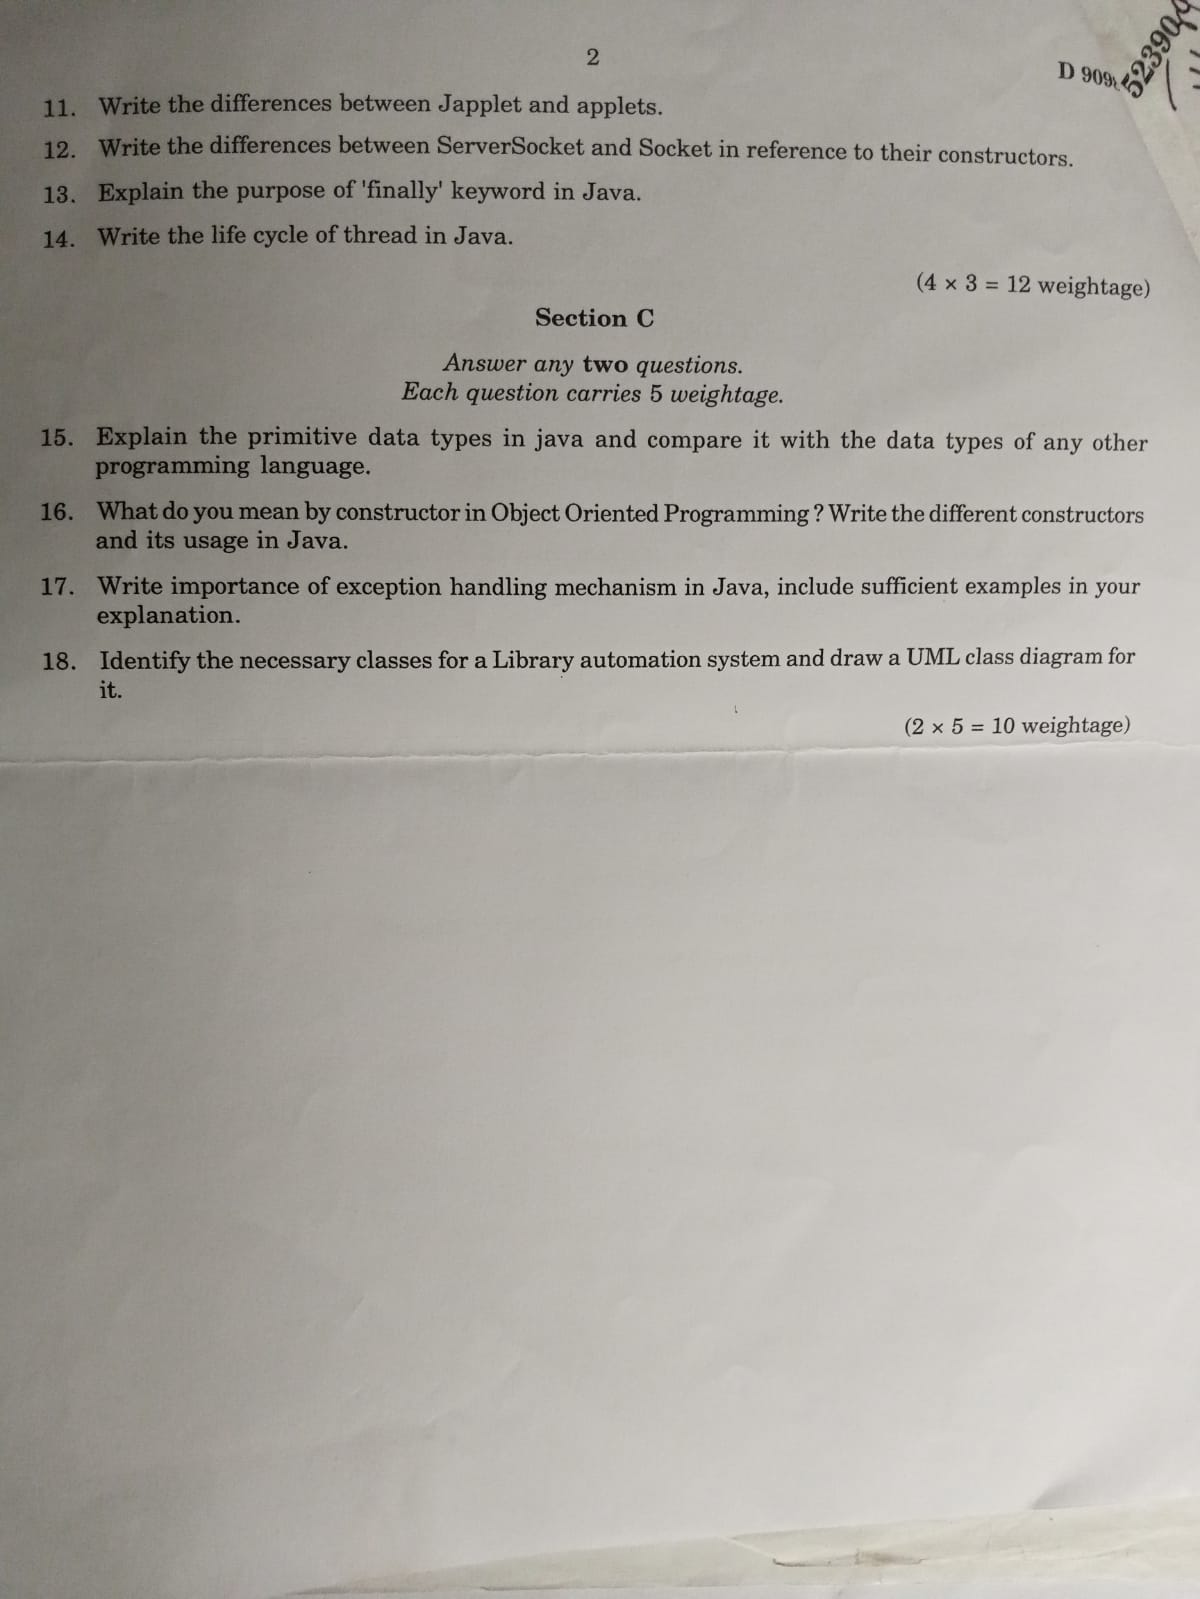 2
D 909
523904
11. Write the differences between Japplet and applets.
12. Write the differences between ServerSocket and Socket in reference to their constructors.
13. Explain the purpose of 'finally' keyword in Java.
14. Write the life cycle of thread in Java.
(4 × 3 = 12 weightage)
Section C
Answer any two questions.
Each question carries 5 weightage.
15. Explain the primitive data types in java and compare it with the data types of any other
programming language.
16. What do you mean by constructor in Object Oriented Programming ? Write the different constructors
and its usage in Java.
17. Write importance of exception handling mechanism in Java, include sufficient examples in your
explanation.
18. Identify the necessary classes for a Library automation system and draw a UML class diagram for
it.
(2 × 5 = 10 weightage)